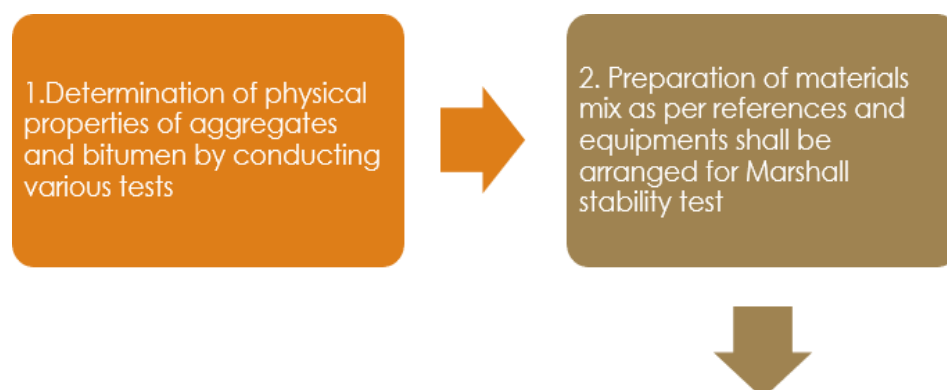 1.Determination of physical
properties of aggregates
and bitumen by conducting
various tests
2. Preparation of materials
mix as per references and
equipments shall be
arranged for Marshall
stability test